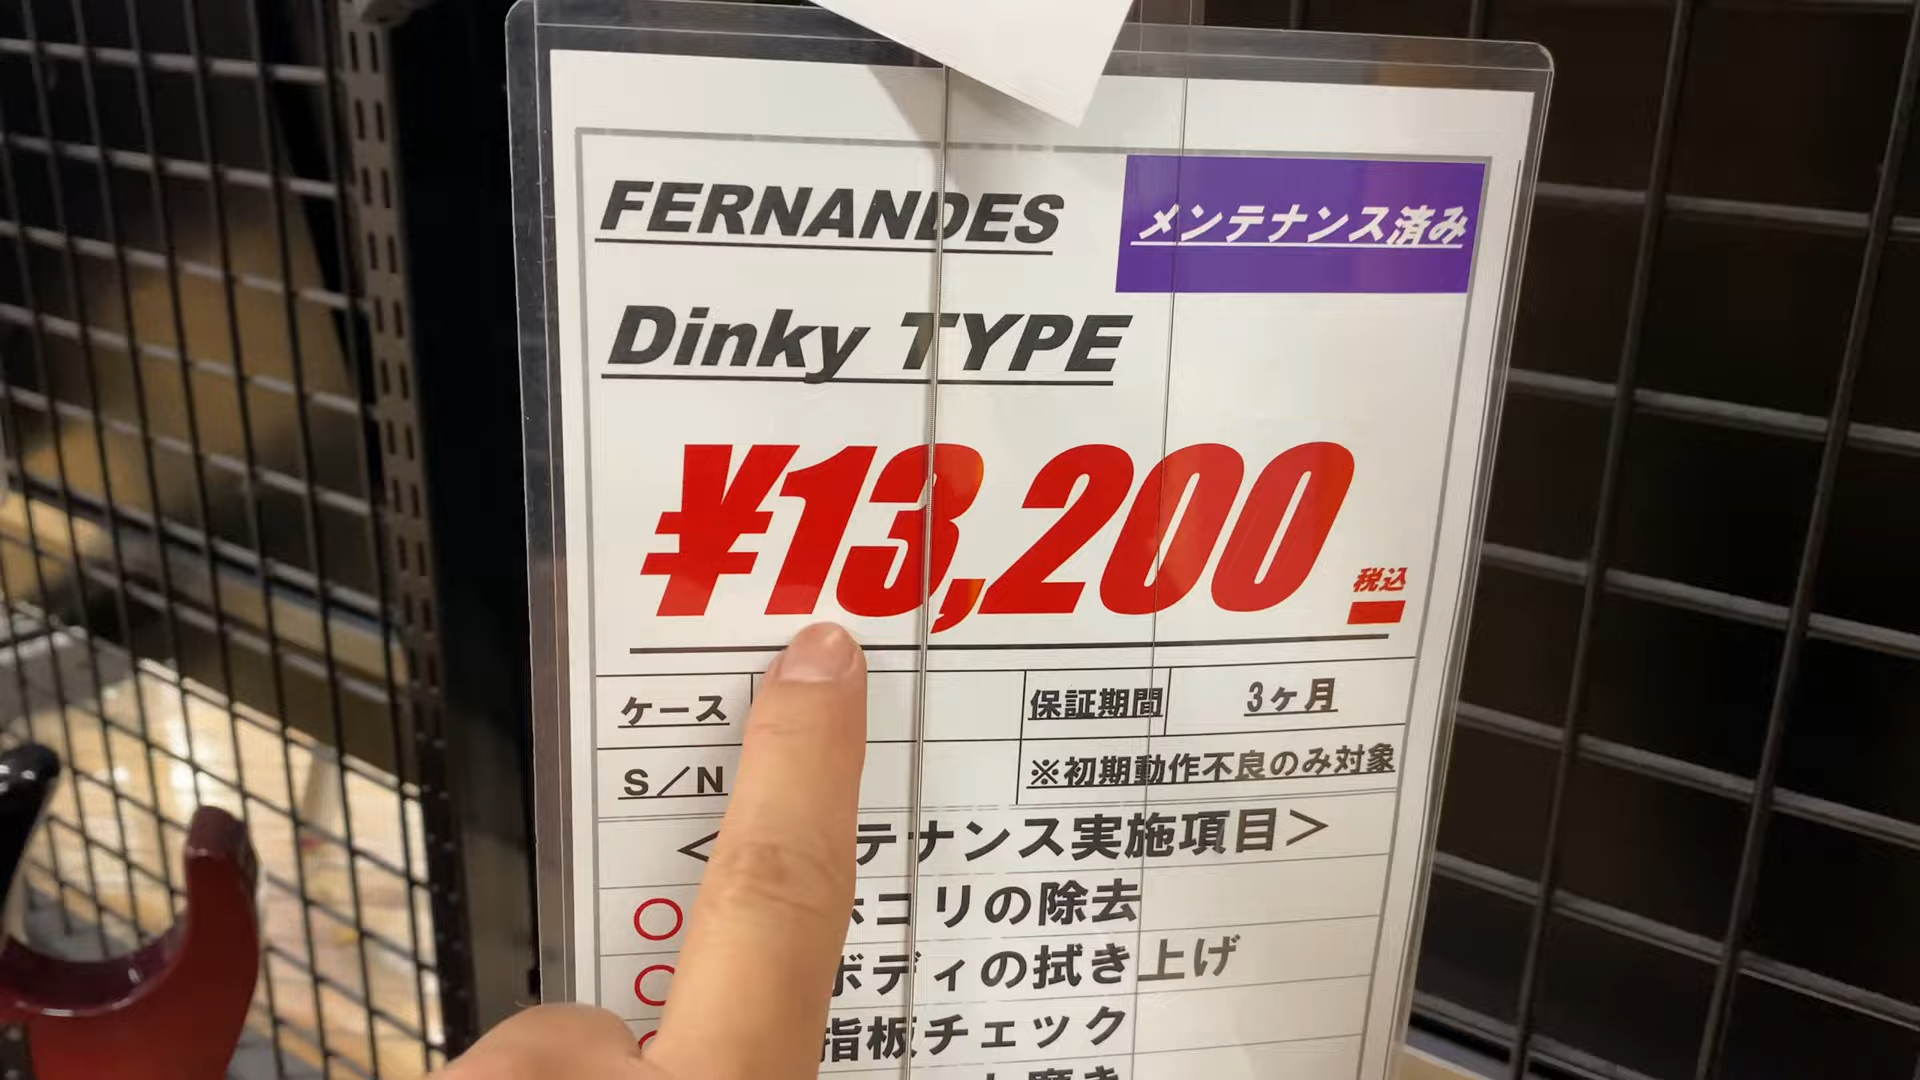 FERNANDES
メンテナンス済み
Dinky TYPE
¥13,200
税込
ケース
保証期間
3ヶ月
S／N
※初期動作不良のみ対象
テナンス実施項目＞
ホコリの除去
ボディの拭き上げ
指板チェック